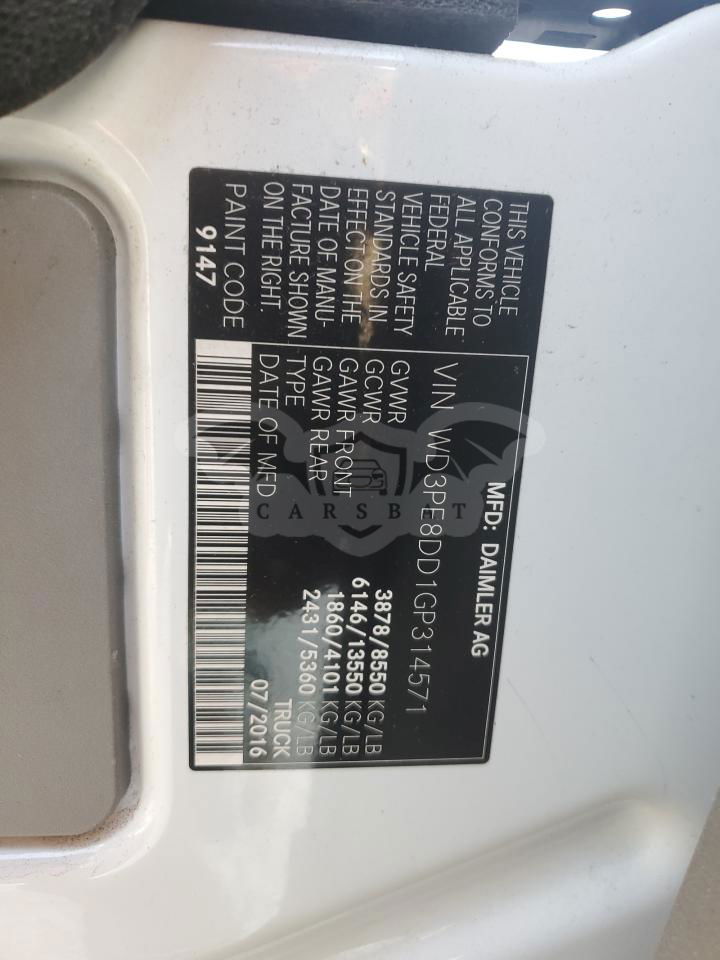 MFD: DAIMLER AG
VIN WD3PE8DD1GP314571
THIS VEHICLE
CONFORMS TO
ALL APPLICABLE
FEDERAL
VEHICLE SAFETY
STANDARDS IN
EFFECT ON THE
DATE OF MANU-
FACTURE SHOWN
ON THE RIGHT.
PAINT CODE
9147
GVWR 3878/8550 KG/LB
GCWR 6146/13550 KG/LB
GAWR FRONT 1860/4101 KG/LB
GAWR REAR 2431/5360 KG/LB
TYPE TRUCK
DATE OF MFD 07/2016
CARSBAT